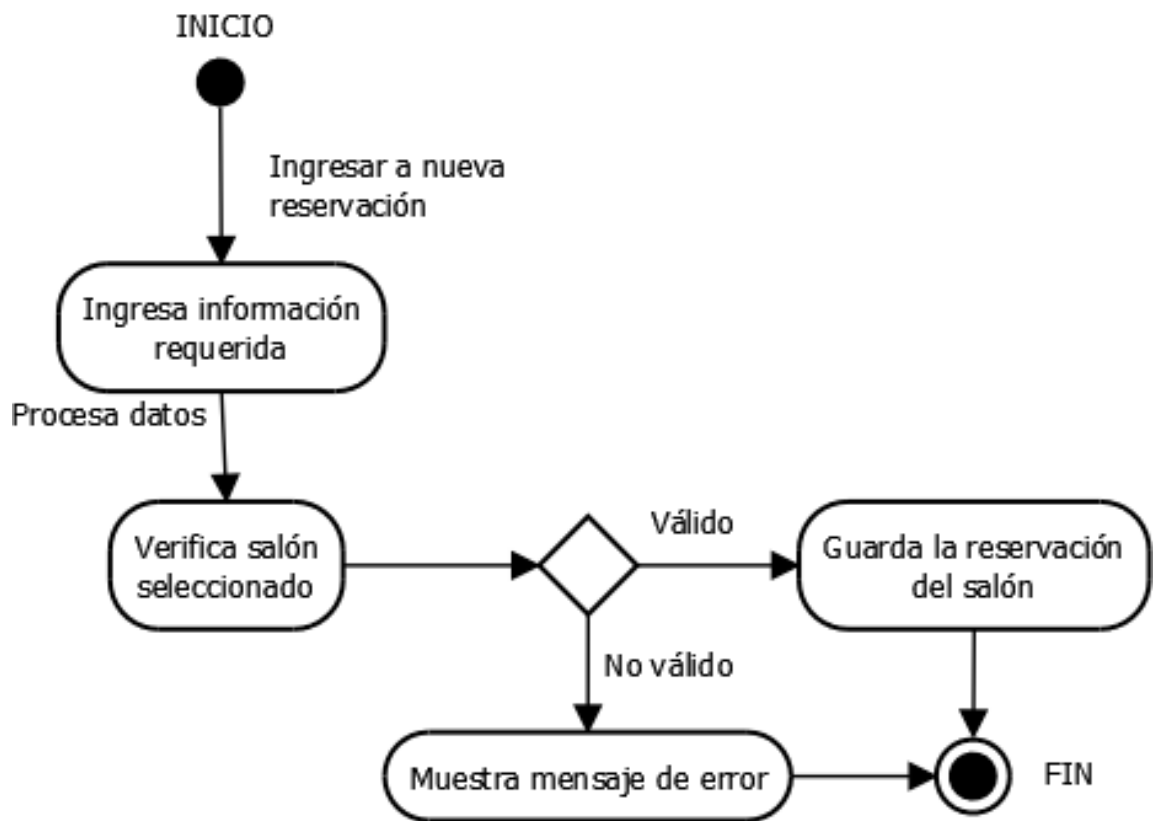 INICIO
Ingresar a nueva
reservación
Ingresa información
requerida
Procesa datos
Verifica salón
seleccionado
Válido
Guarda la reservación
del salón
No válido
Muestra mensaje de error
FIN